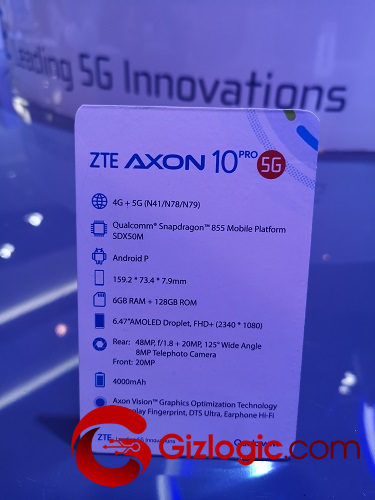 Leading 5G Innovations
ZTE AXON 10 PRO 5G
4G + 5G (N41/N78/N79)
Qualcomm® Snapdragon™ 855 Mobile Platform
SDX50M
Android P
159.2 * 73.4 * 7.9mm
6GB RAM + 128GB ROM
6.47"AMOLED Droplet, FHD+ (2340 * 1080)
Rear: 48MP, f/1.8 + 20MP, 125° Wide Angle
8MP Telephoto Camera
Front: 20MP
4000mAh
Axon Vision™ Graphics Optimization Technology
Fingerprint, DTS Ultra, Earphone Hi-Fi
ZTE Leading 5G Innovations
Gizlogic.com